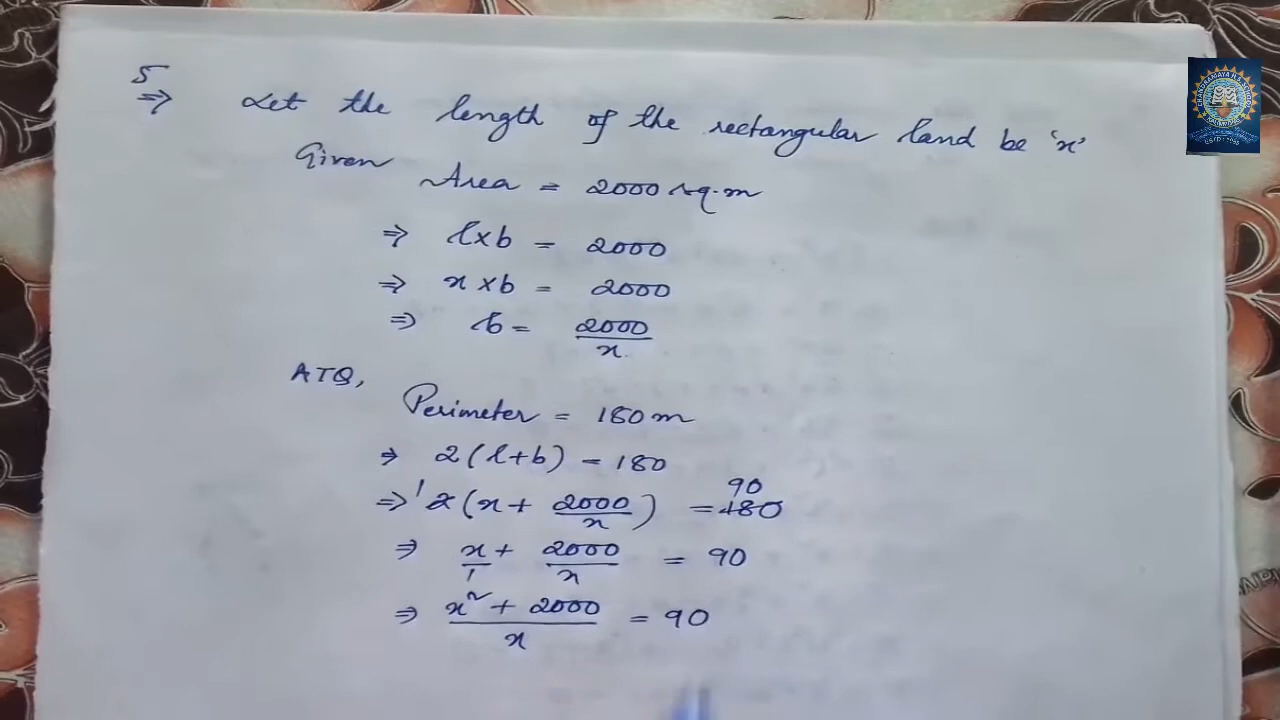 5
⇒ Let the length of the rectangular land be 'x'
Given
Area = 2000 sq.m
⇒ l×b = 2000
⇒ x×b = 2000
⇒ b = 2000/x
ATQ,
Perimeter = 180 m
⇒ 2(l+b) = 180
⇒ 1 2(x + 2000/x) = 180 90
⇒ x/1 + 2000/x = 90
⇒ (x² + 2000)/x = 90